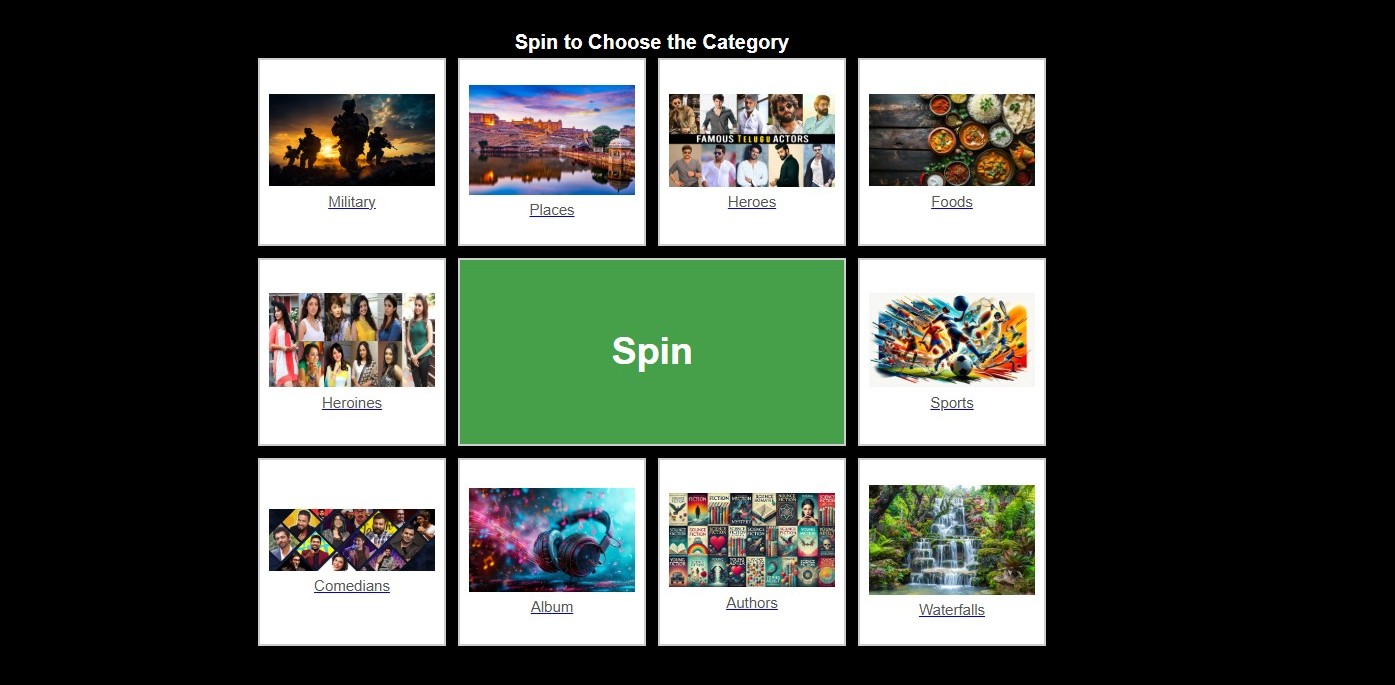 Spin to Choose the Category
FAMOUS TELUGU ACTORS
Military
Places
Heroes
Foods
Spin
Heroines
Sports
Comedians
Album
Authors
Waterfalls